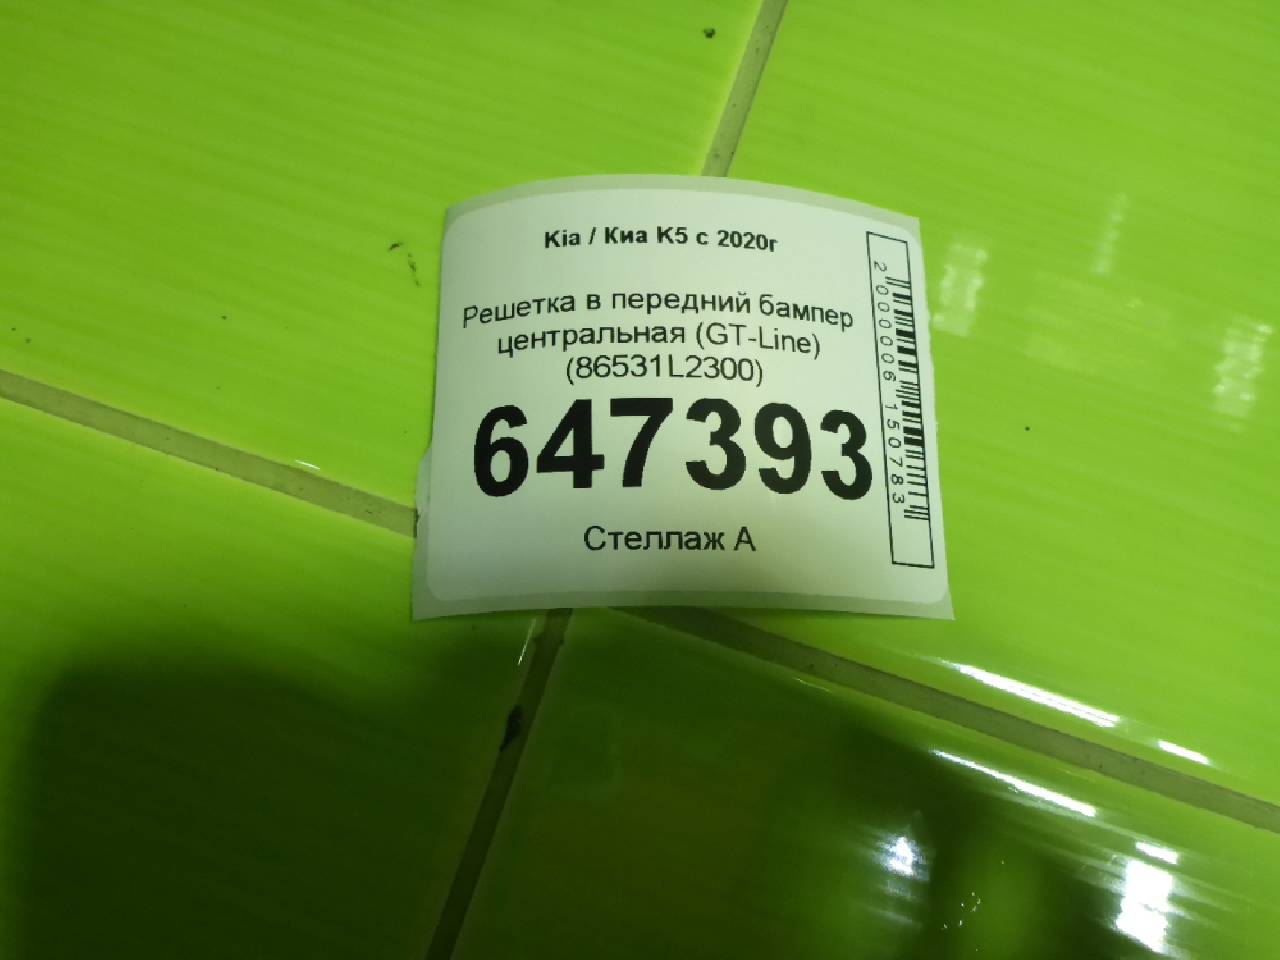 Kia / Киа K5 с 2020г
Решетка в передний бампер
центральная (GT-Line)
(86531L2300)
647393
Стеллаж А
2000006150783